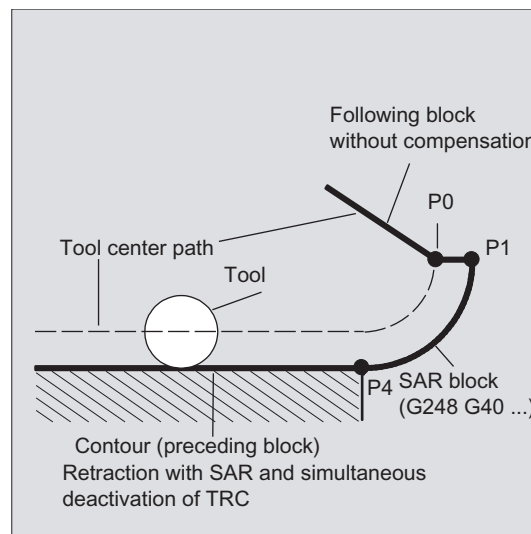 Following block
without compensation
P0
P1
Tool center path
Tool
P4
SAR block
(G248 G40 ...)
Contour (preceding block)
Retraction with SAR and simultaneous
deactivation of TRC